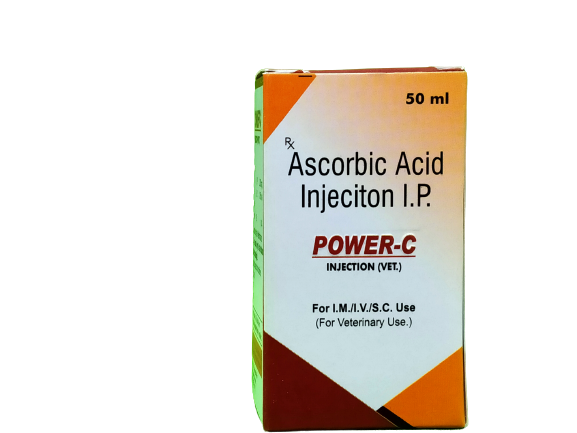 50 ml
Rx
Ascorbic Acid
Injeciton I.P.
POWER-C
INJECTION (VET.)
For I.M./I.V./S.C. Use
(For Veterinary Use.)